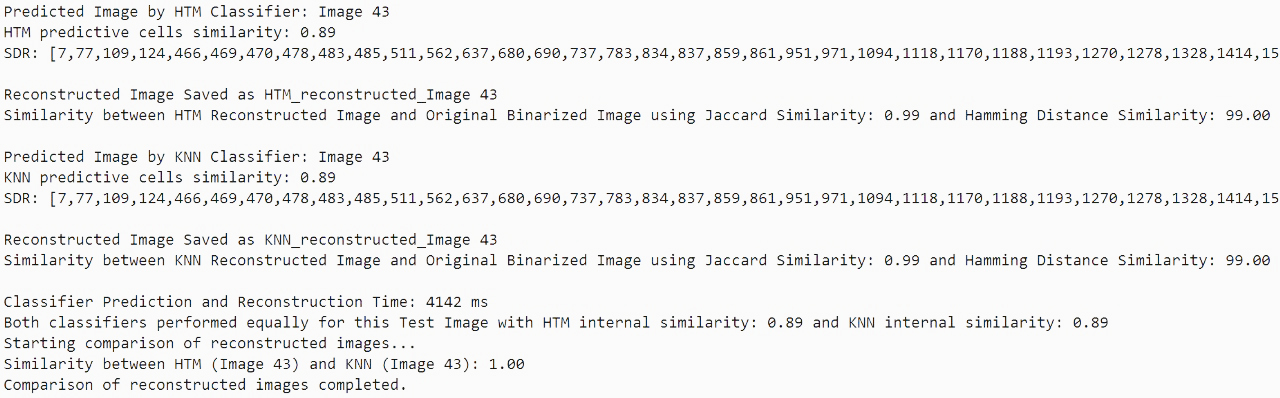 Predicted Image by HTM Classifier: Image 43
HTM predictive cells similarity: 0.89
SDR: [7,77,109,124,466,469,470,478,483,485,511,562,637,680,690,737,783,834,837,859,861,951,971,1094,1118,1170,1188,1193,1270,1278,1328,1414,15
Reconstructed Image Saved as HTM_reconstructed_Image 43
Similarity between HTM Reconstructed Image and Original Binarized Image using Jaccard Similarity: 0.99 and Hamming Distance Similarity: 99.00
Predicted Image by KNN Classifier: Image 43
KNN predictive cells similarity: 0.89
SDR: [7,77,109,124,466,469,470,478,483,485,511,562,637,680,690,737,783,834,837,859,861,951,971,1094,1118,1170,1188,1193,1270,1278,1328,1414,15
Reconstructed Image Saved as KNN_reconstructed_Image 43
Similarity between KNN Reconstructed Image and Original Binarized Image using Jaccard Similarity: 0.99 and Hamming Distance Similarity: 99.00
Classifier Prediction and Reconstruction Time: 4142 ms
Both classifiers performed equally for this Test Image with HTM internal similarity: 0.89 and KNN internal similarity: 0.89
Starting comparison of reconstructed images...
Similarity between HTM (Image 43) and KNN (Image 43): 1.00
Comparison of reconstructed images completed.